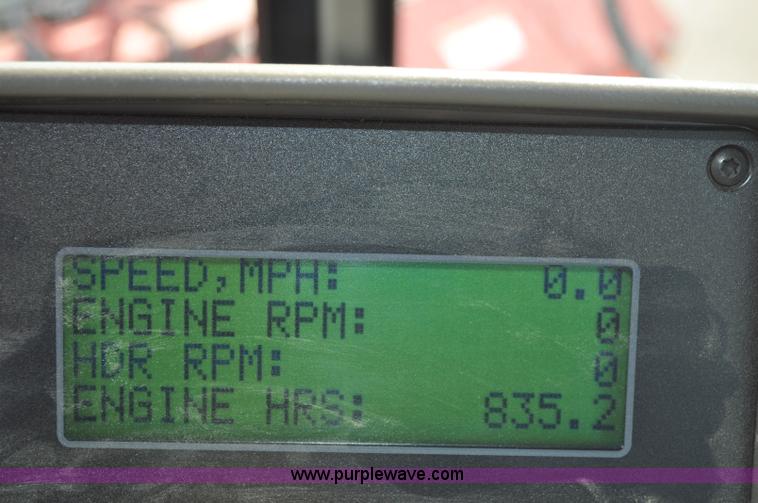 SPEED,MPH: 0.0
ENGINE RPM: 0
HDR RPM: 0
ENGINE HRS: 835.2
www.purplewave.com